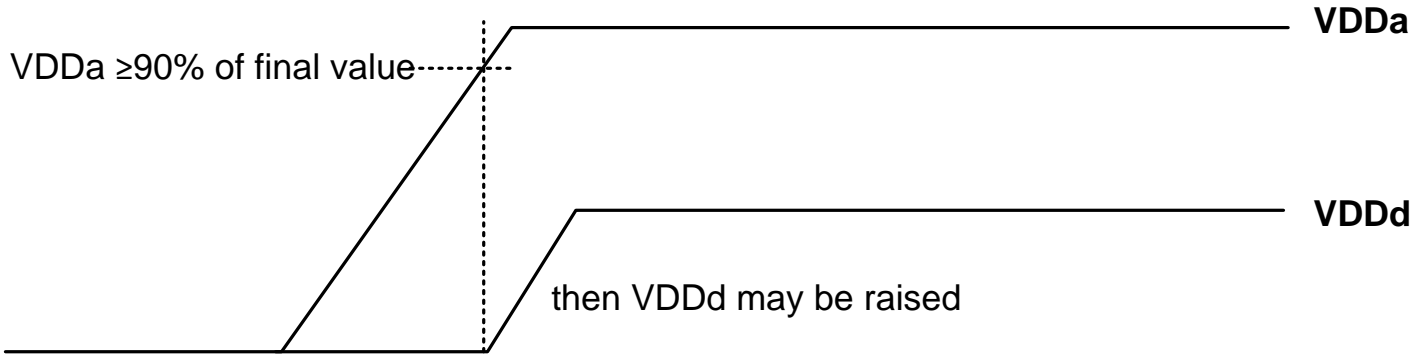 VDDa
VDDa ≥90% of final value
VDDd
then VDDd may be raised